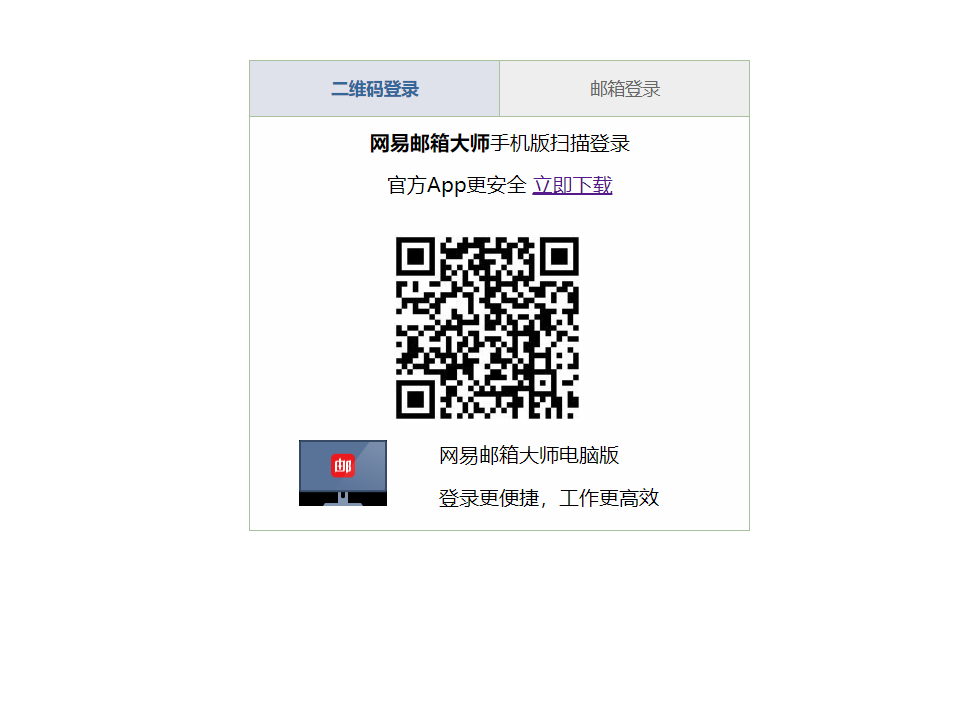 二维码登录
邮箱登录
网易邮箱大师手机版扫描登录
官方App更安全 立即下载
邮
网易邮箱大师电脑版
登录更便捷，工作更高效